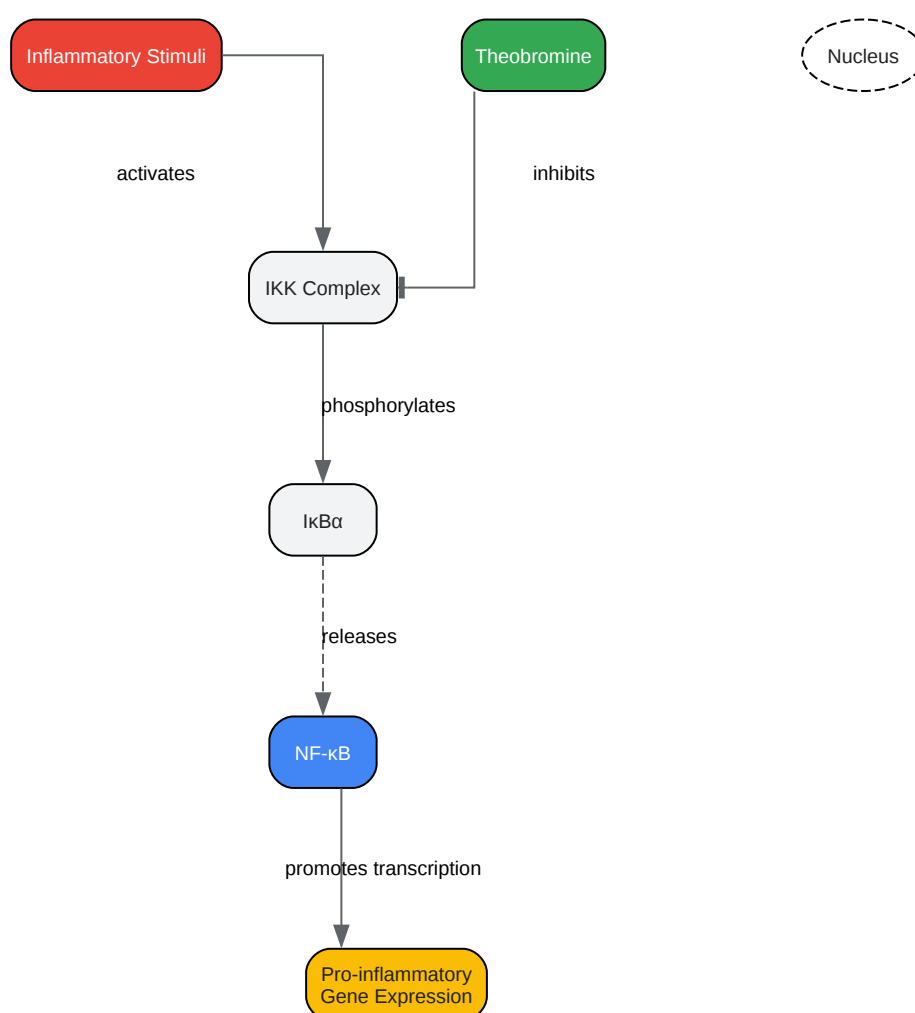 Inflammatory Stimuli
Theobromine
Nucleus
activates
inhibits
IKK Complex
phosphorylates
IκBα
releases
NF-κB
promotes transcription
Pro-inflammatory
Gene Expression